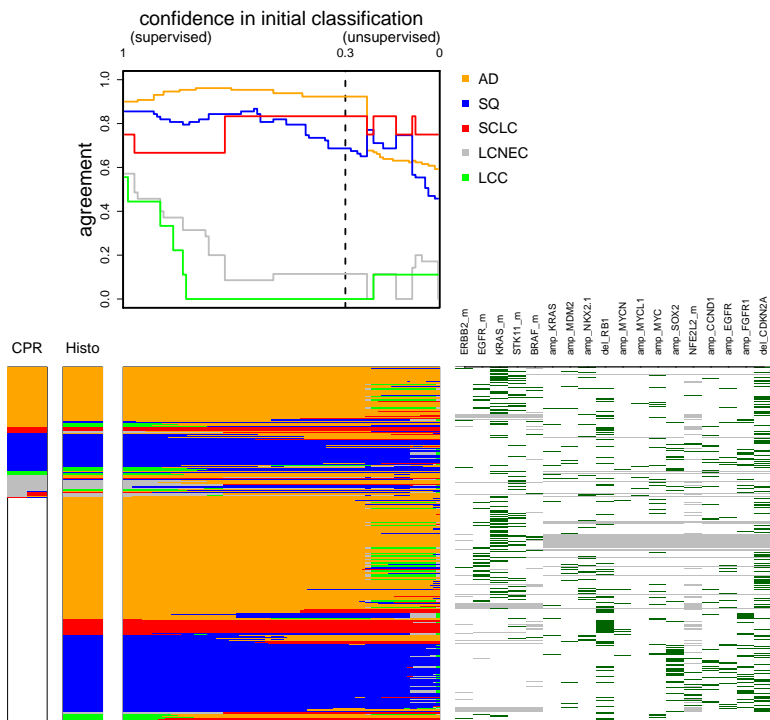 confidence in initial classification
(supervised) (unsupervised)
1 0.3 0
agreement
1.0
0.8
0.6
0.4
0.2
0.0
AD
SQ
SCLC
LCNEC
LCC
CPR Histo
ERBB2_m
EGFR_m
KRAS_m
STK11_m
BRAF_m
amp_KRAS
amp_MDM2
amp_NKX2.1
del_RB1
amp_MYCN
amp_MYCL1
amp_MYC
amp_SOX2
NFE2L2_m
amp_CCND1
amp_EGFR
amp_FGFR1
del_CDKN2A